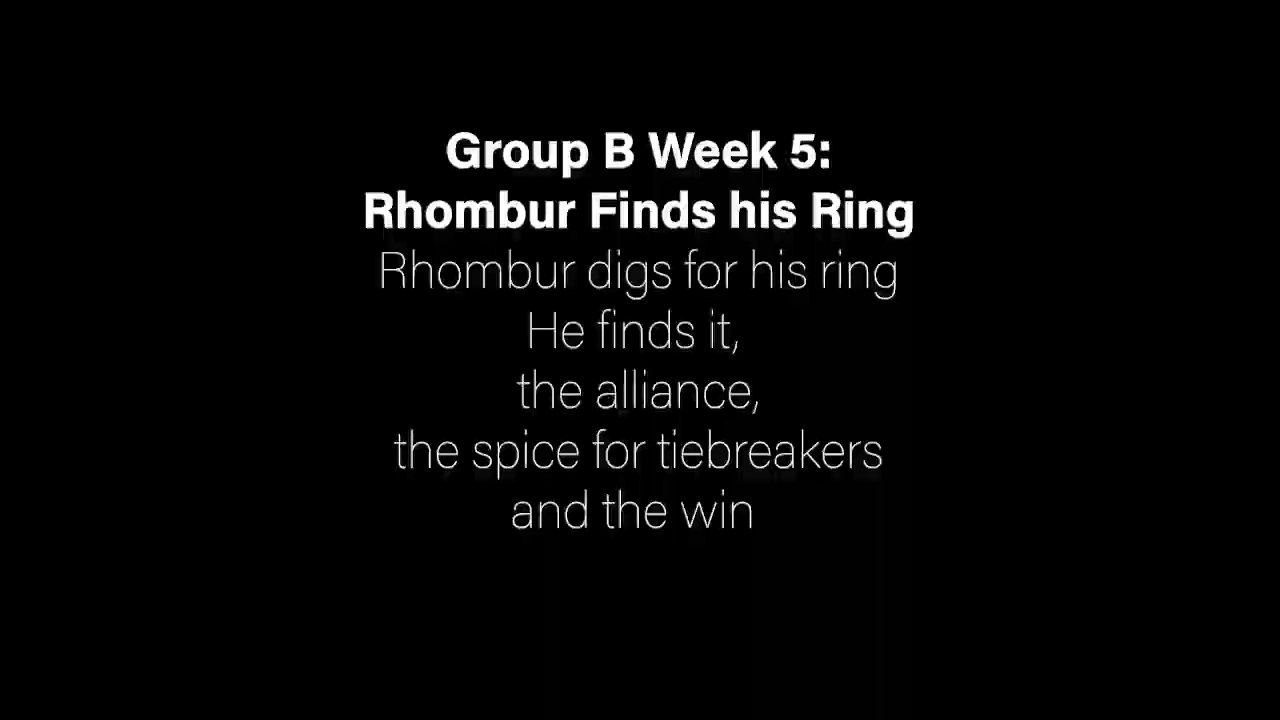 Group B Week 5:
Rhombur Finds his Ring
Rhombur digs for his ring
He finds it,
the alliance,
the spice for tiebreakers
and the win